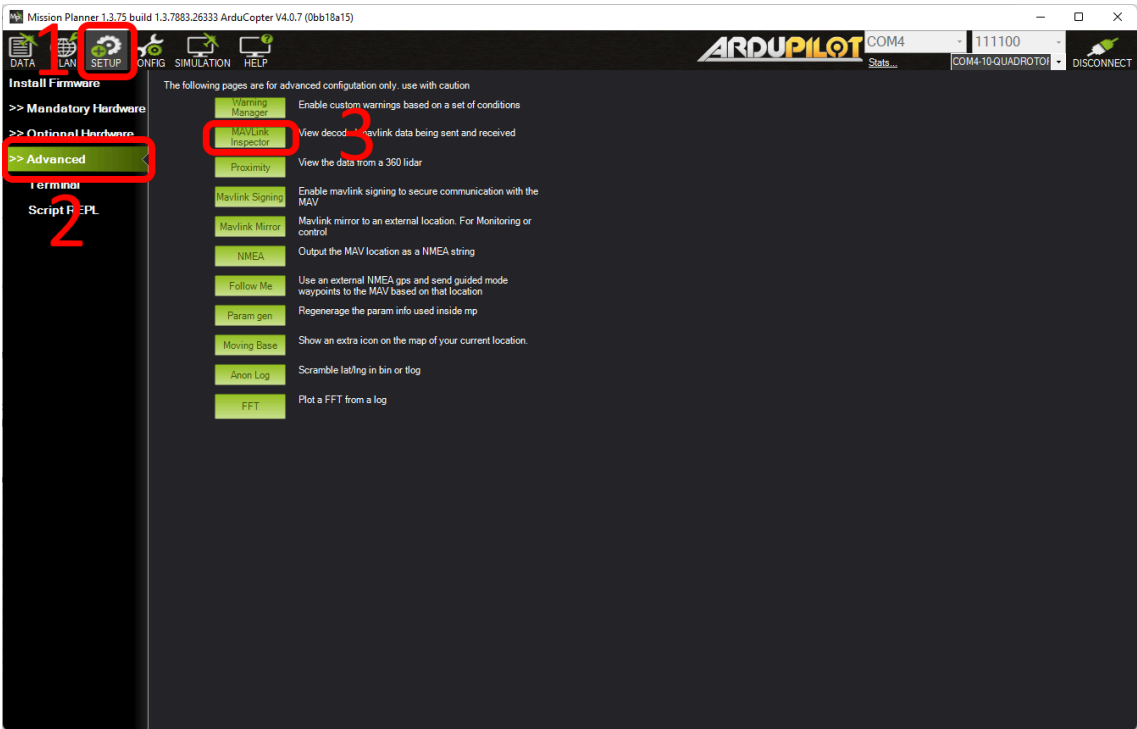 Mission Planner 1.3.75 build 1.3.7883.26333 ArduCopter V4.0.7 (0bb18a15)
1
DATA PLAN SETUP CONFIG SIMULATION HELP
ARDUPILOT
COM4
111100
Stats...
COM4-10-QUADROTOR
DISCONNECT
Install Firmware
>> Mandatory Hardware
>> Optional Hardware
>> Advanced
Terminal
Script REPL
2
The following pages are for advanced configutation only. use with caution
Warning
Manager
Enable custom warnings based on a set of conditions
MAVLink
Inspector
View decoded mavlink data being sent and received
3
Proximity
View the data from a 360 lidar
Mavlink Signing
Enable mavlink signing to secure communication with the
MAV
Mavlink Mirror
Mavlink mirror to an external location. For Monitoring or
control
NMEA
Output the MAV location as a NMEA string
Follow Me
Use an external NMEA gps and send guided mode
waypoints to the MAV based on that location
Param gen
Regenerage the param info used inside mp
Moving Base
Show an extra icon on the map of your current location.
Anon Log
Scramble lat/lng in bin or tlog
FFT
Plot a FFT from a log